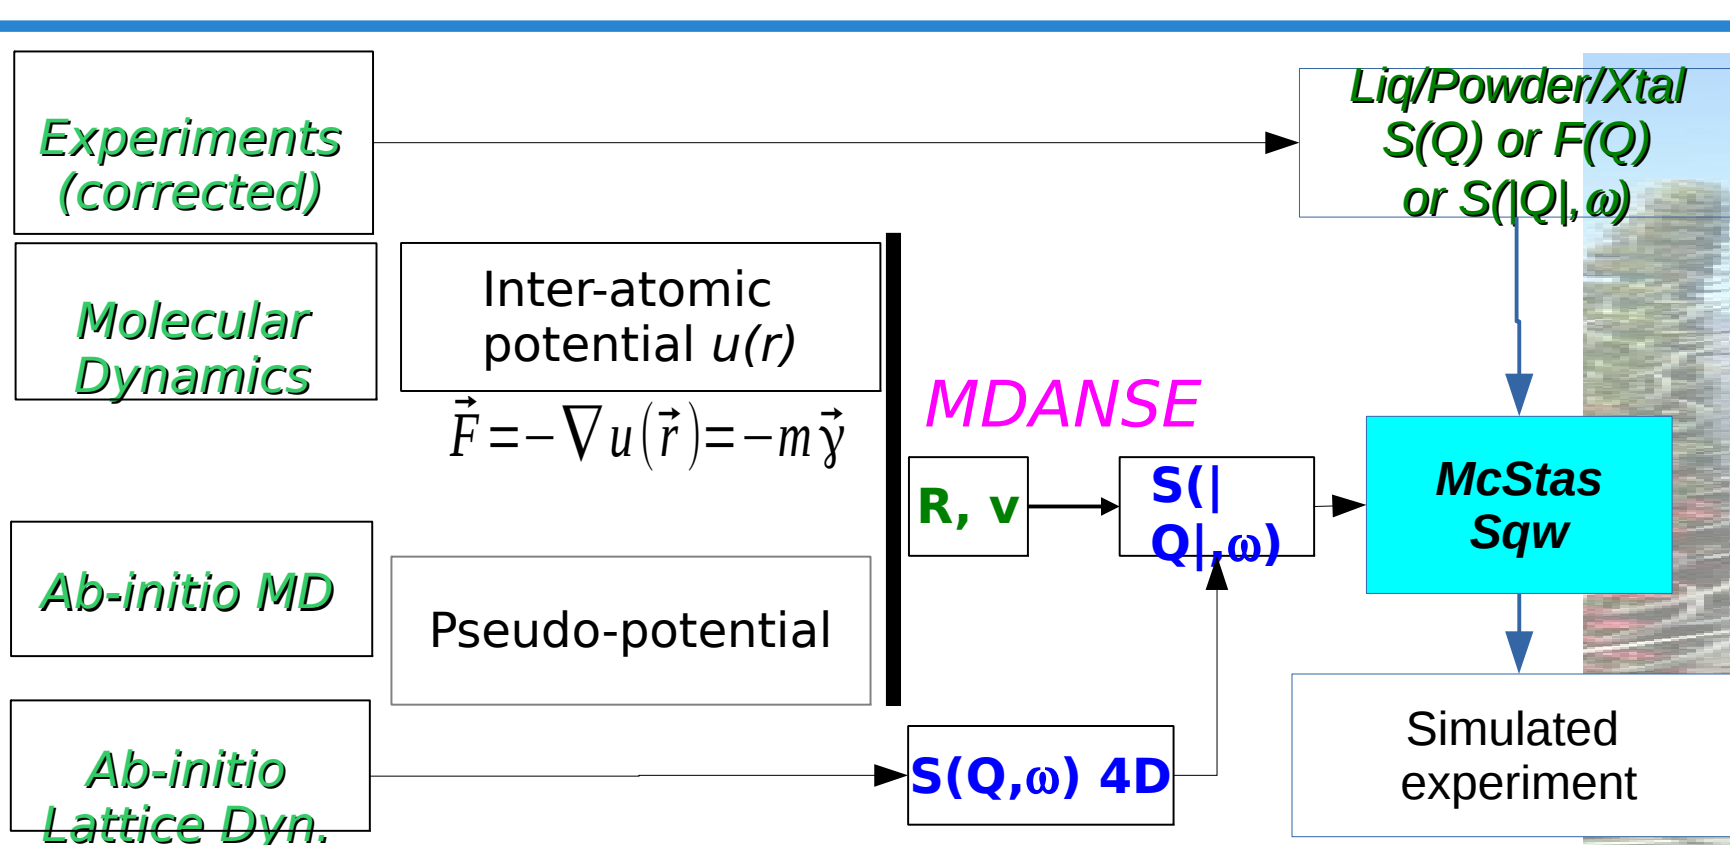 Experiments
(corrected)
Liq/Powder/Xtal
S(Q) or F(Q)
or S(|Q|,ω)
Molecular
Dynamics
Inter-atomic
potential u(r)
F⃗ =−∇ u(r⃗)=−m γ⃗
MDANSE
R, v
S(|
Q|,ω)
McStas
Sqw
Ab-initio MD
Pseudo-potential
Ab-initio
Lattice Dyn.
S(Q,ω) 4D
Simulated
experiment